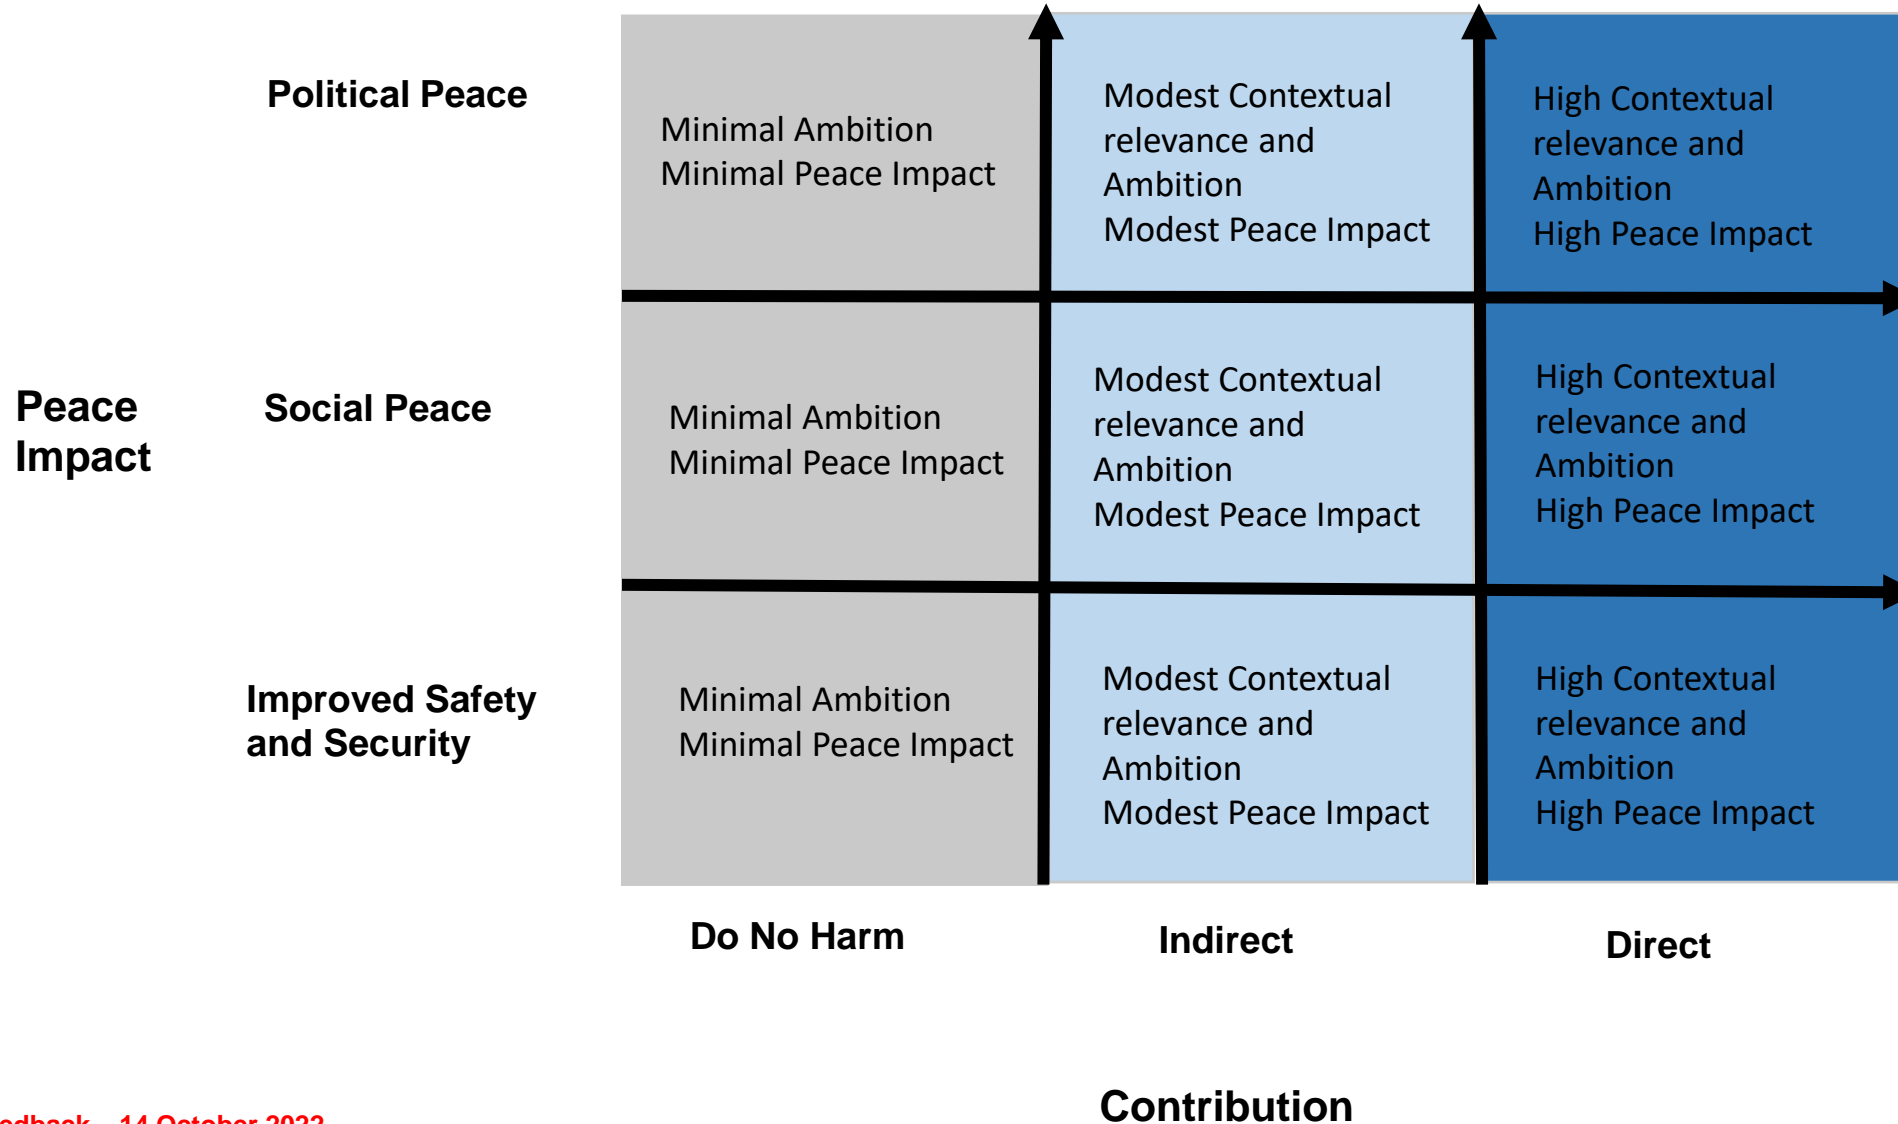 Political Peace
Minimal Ambition
Minimal Peace Impact
Modest Contextual
relevance and
Ambition
Modest Peace Impact
High Contextual
relevance and
Ambition
High Peace Impact
Peace
Impact
Social Peace
Minimal Ambition
Minimal Peace Impact
Modest Contextual
relevance and
Ambition
Modest Peace Impact
High Contextual
relevance and
Ambition
High Peace Impact
Improved Safety
and Security
Minimal Ambition
Minimal Peace Impact
Modest Contextual
relevance and
Ambition
Modest Peace Impact
High Contextual
relevance and
Ambition
High Peace Impact
Do No Harm
Indirect
Direct
Contribution
14 October 2022